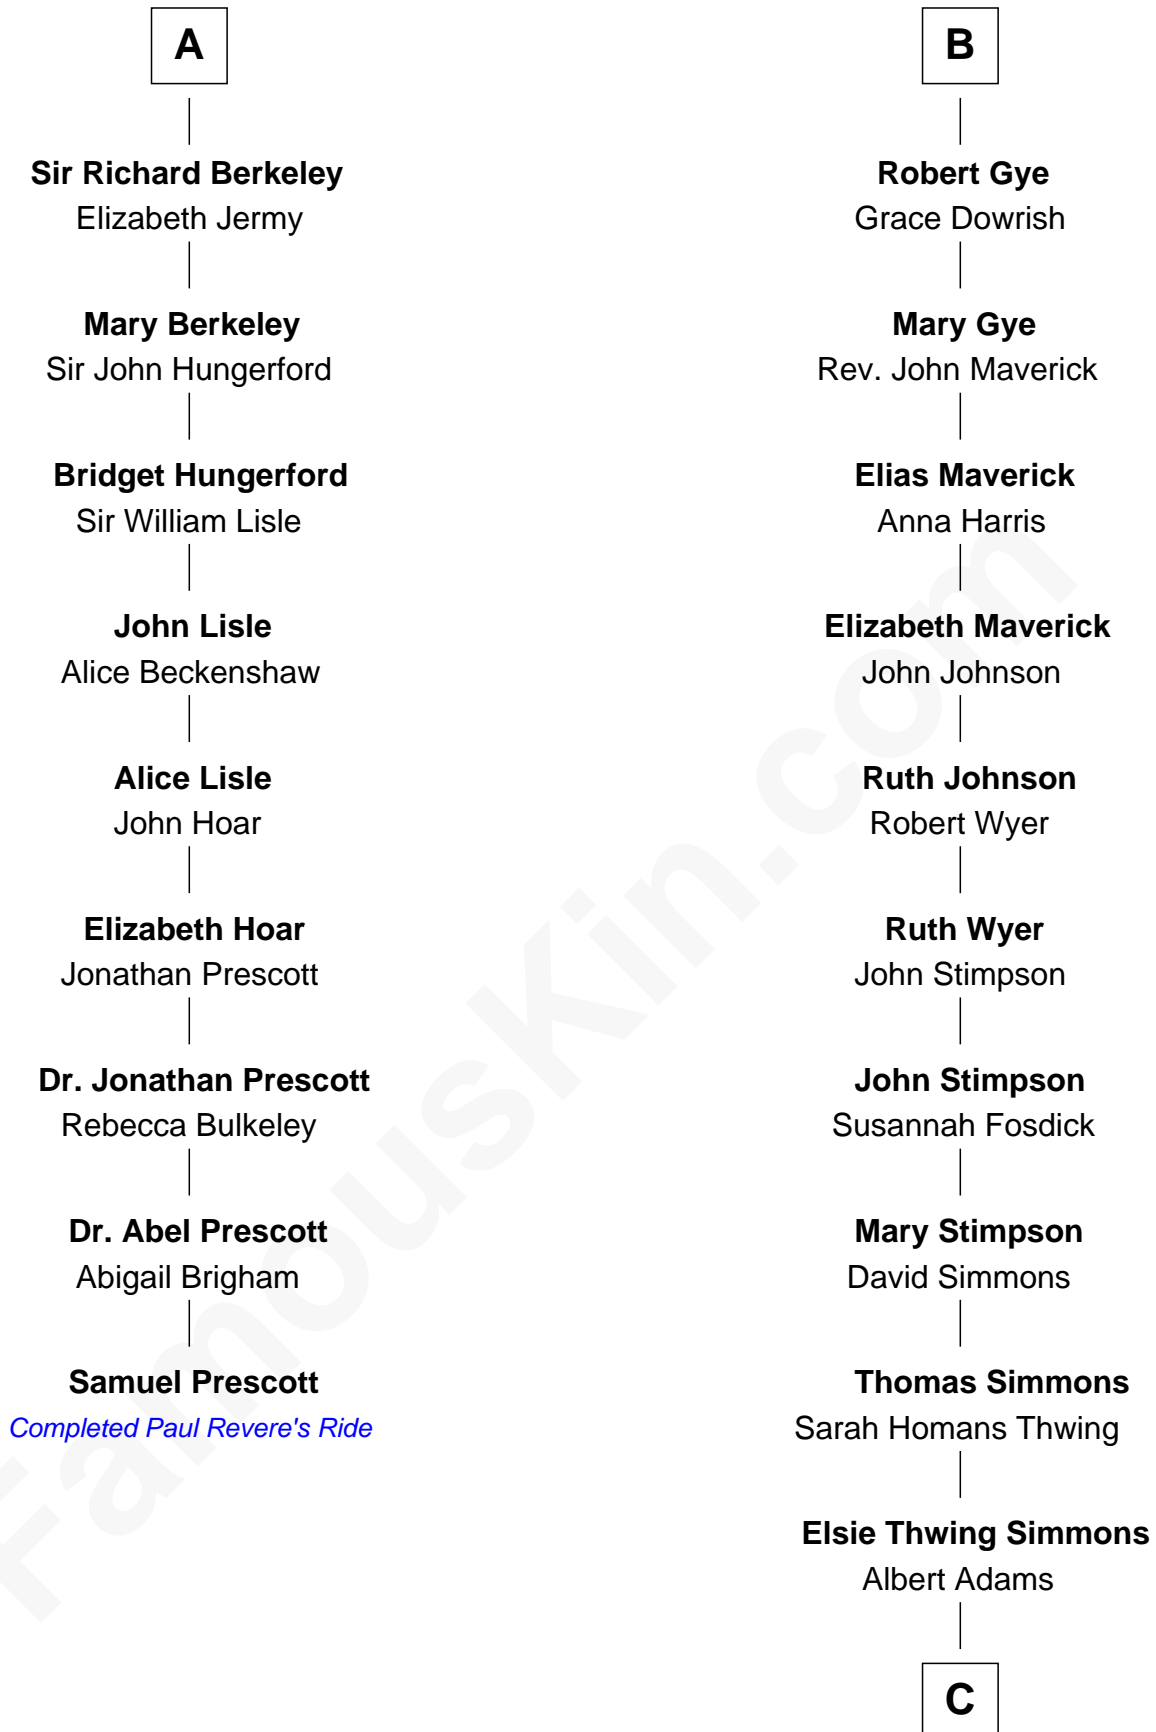 A
Sir Richard Berkeley
Elizabeth Jermy
Mary Berkeley
Sir John Hungerford
Bridget Hungerford
Sir William Lisle
John Lisle
Alice Beckenshaw
Alice Lisle
John Hoar
Elizabeth Hoar
Jonathan Prescott
Dr. Jonathan Prescott
Rebecca Bulkeley
Dr. Abel Prescott
Abigail Brigham
Samuel Prescott
Completed Paul Revere's Ride
B
Robert Gye
Grace Dowrish
Mary Gye
Rev. John Maverick
Elias Maverick
Anna Harris
Elizabeth Maverick
John Johnson
Ruth Johnson
Robert Wyer
Ruth Wyer
John Stimpson
John Stimpson
Susannah Fosdick
Mary Stimpson
David Simmons
Thomas Simmons
Sarah Homans Thwing
Elsie Thwing Simmons
Albert Adams
C
FamousKin.com